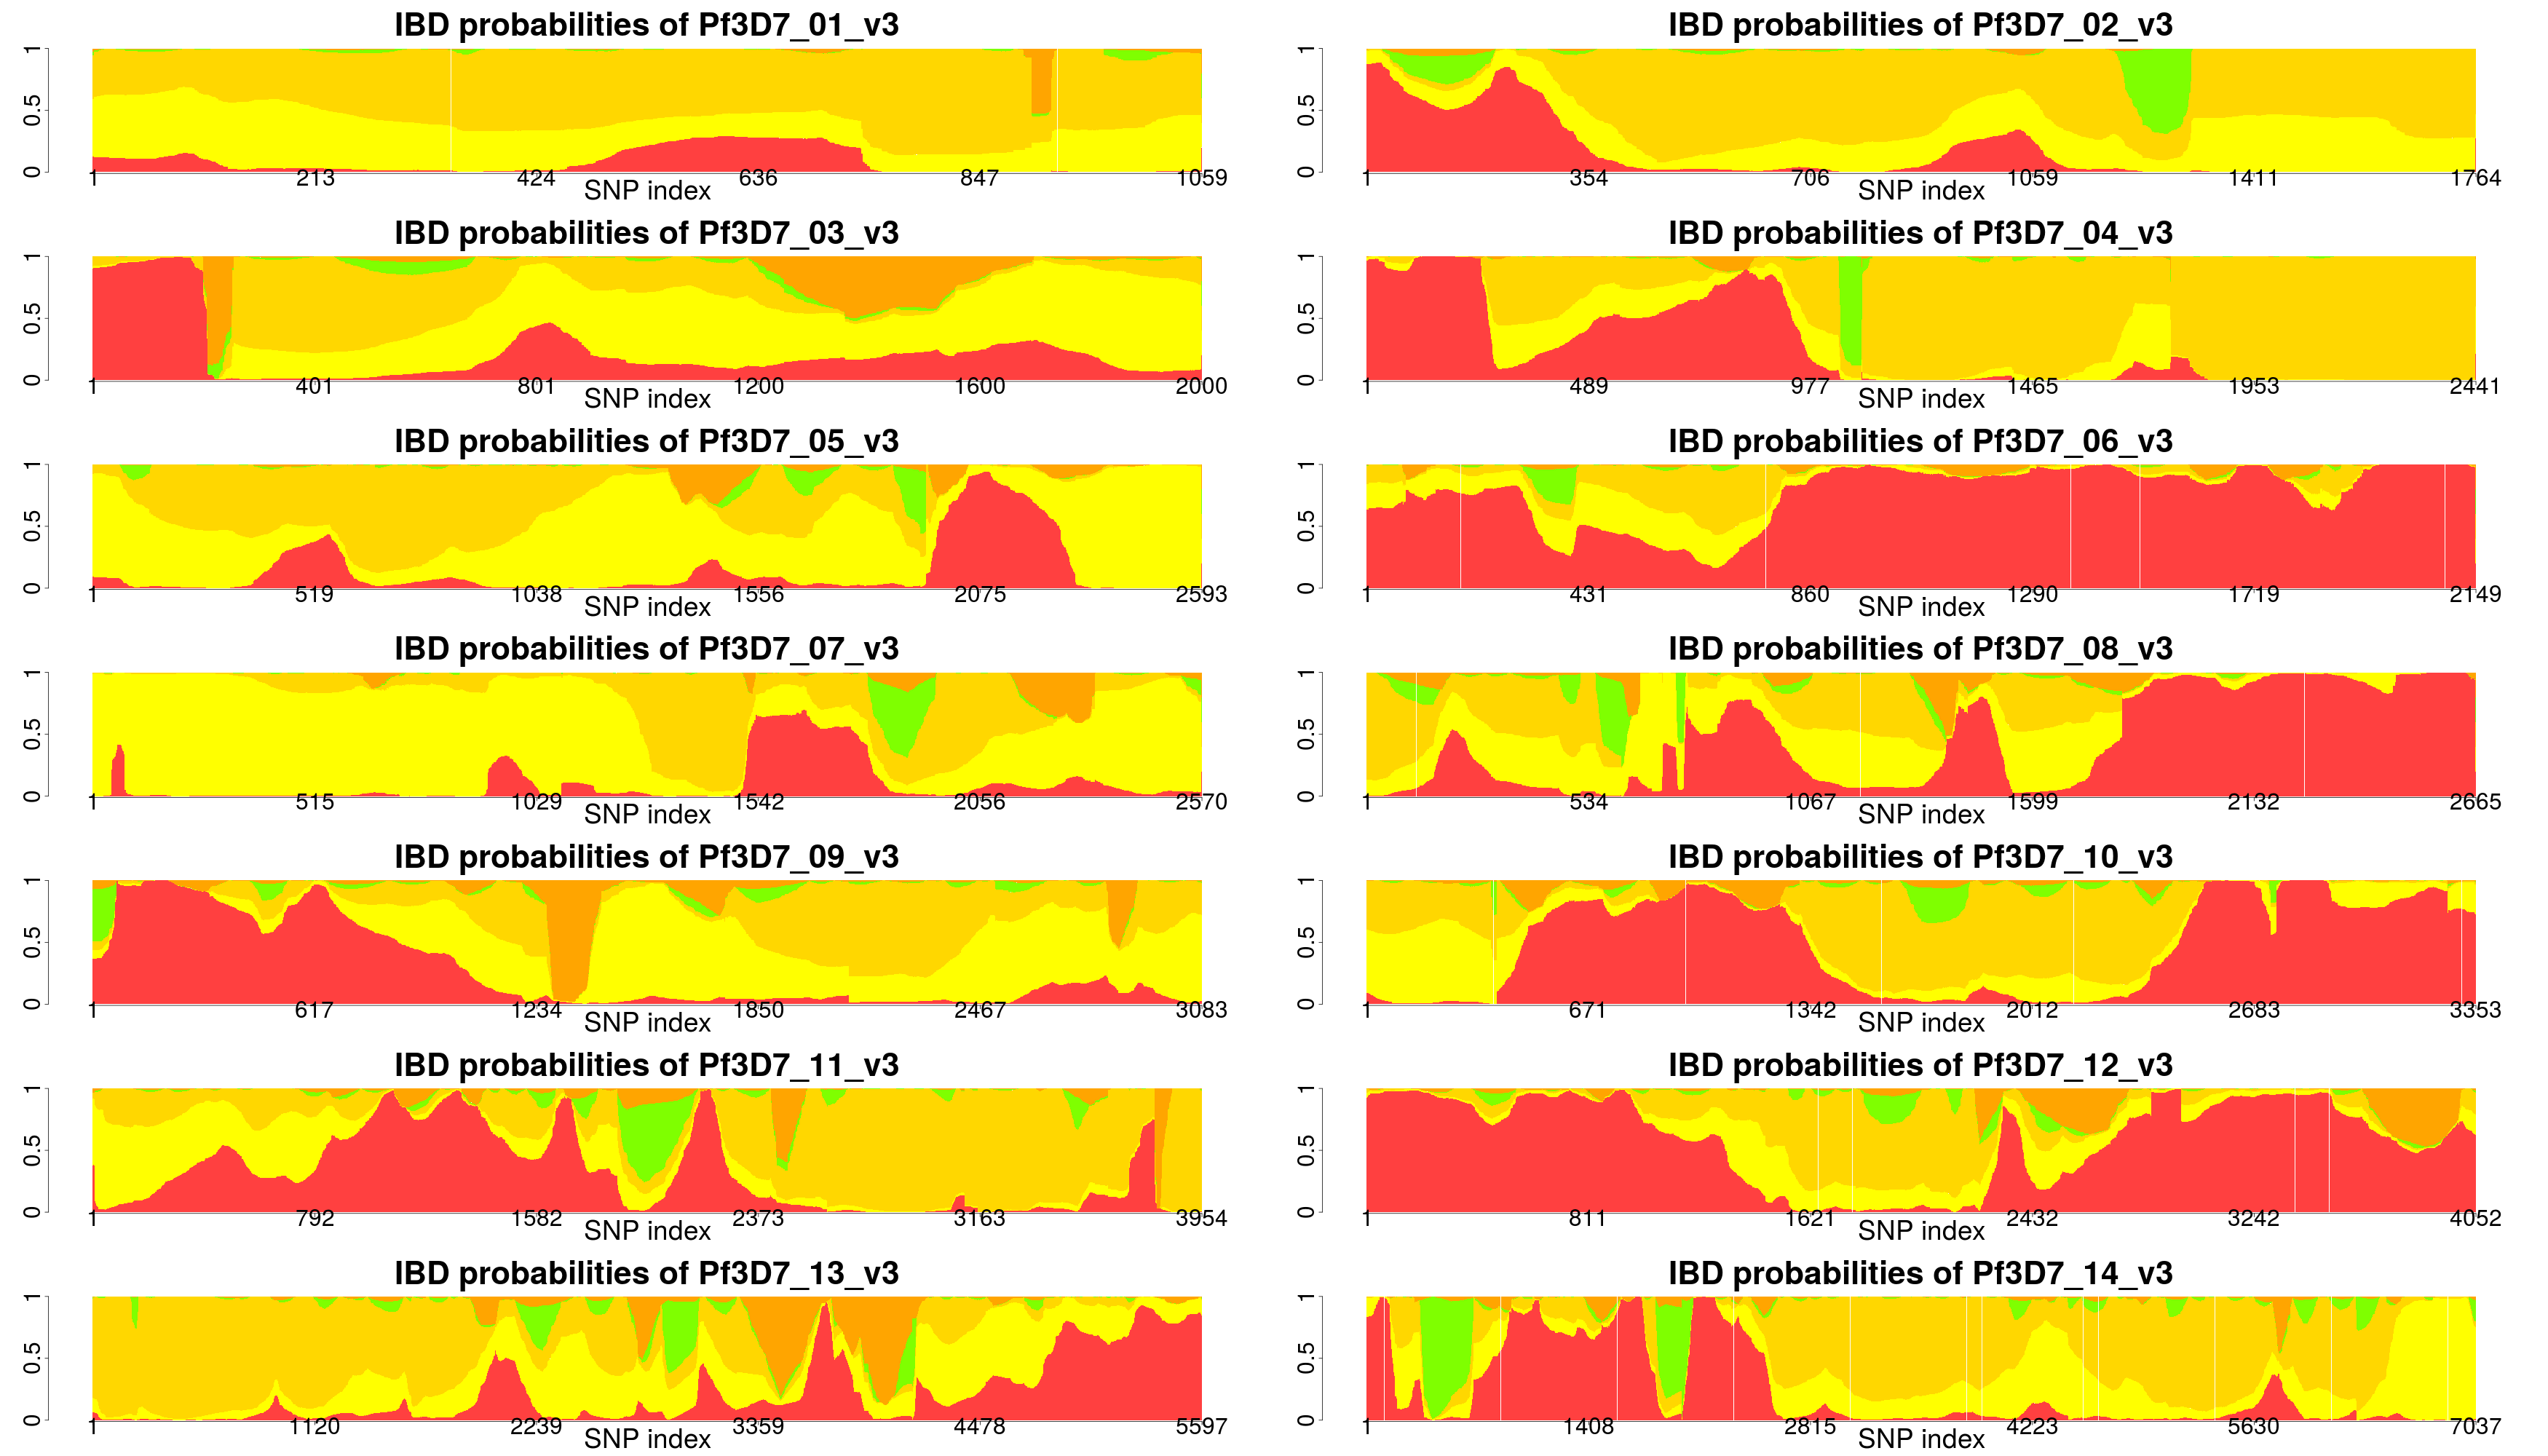 IBD probabilities of Pf3D7_01_v3
0 0.5 1
1 213 424 636 847 1059
SNP index
IBD probabilities of Pf3D7_02_v3
0 0.5 1
1 354 706 1059 1411 1764
SNP index
IBD probabilities of Pf3D7_03_v3
0 0.5 1
1 401 801 1200 1600 2000
SNP index
IBD probabilities of Pf3D7_04_v3
0 0.5 1
1 489 977 1465 1953 2441
SNP index
IBD probabilities of Pf3D7_05_v3
0 0.5 1
1 519 1038 1556 2075 2593
SNP index
IBD probabilities of Pf3D7_06_v3
0 0.5 1
1 431 860 1290 1719 2149
SNP index
IBD probabilities of Pf3D7_07_v3
0 0.5 1
1 515 1029 1542 2056 2570
SNP index
IBD probabilities of Pf3D7_08_v3
0 0.5 1
1 534 1067 1599 2132 2665
SNP index
IBD probabilities of Pf3D7_09_v3
0 0.5 1
1 617 1234 1850 2467 3083
SNP index
IBD probabilities of Pf3D7_10_v3
0 0.5 1
1 671 1342 2012 2683 3353
SNP index
IBD probabilities of Pf3D7_11_v3
0 0.5 1
1 792 1582 2373 3163 3954
SNP index
IBD probabilities of Pf3D7_12_v3
0 0.5 1
1 811 1621 2432 3242 4052
SNP index
IBD probabilities of Pf3D7_13_v3
0 0.5 1
1 1120 2239 3359 4478 5597
SNP index
IBD probabilities of Pf3D7_14_v3
0 0.5 1
1 1408 2815 4223 5630 7037
SNP index